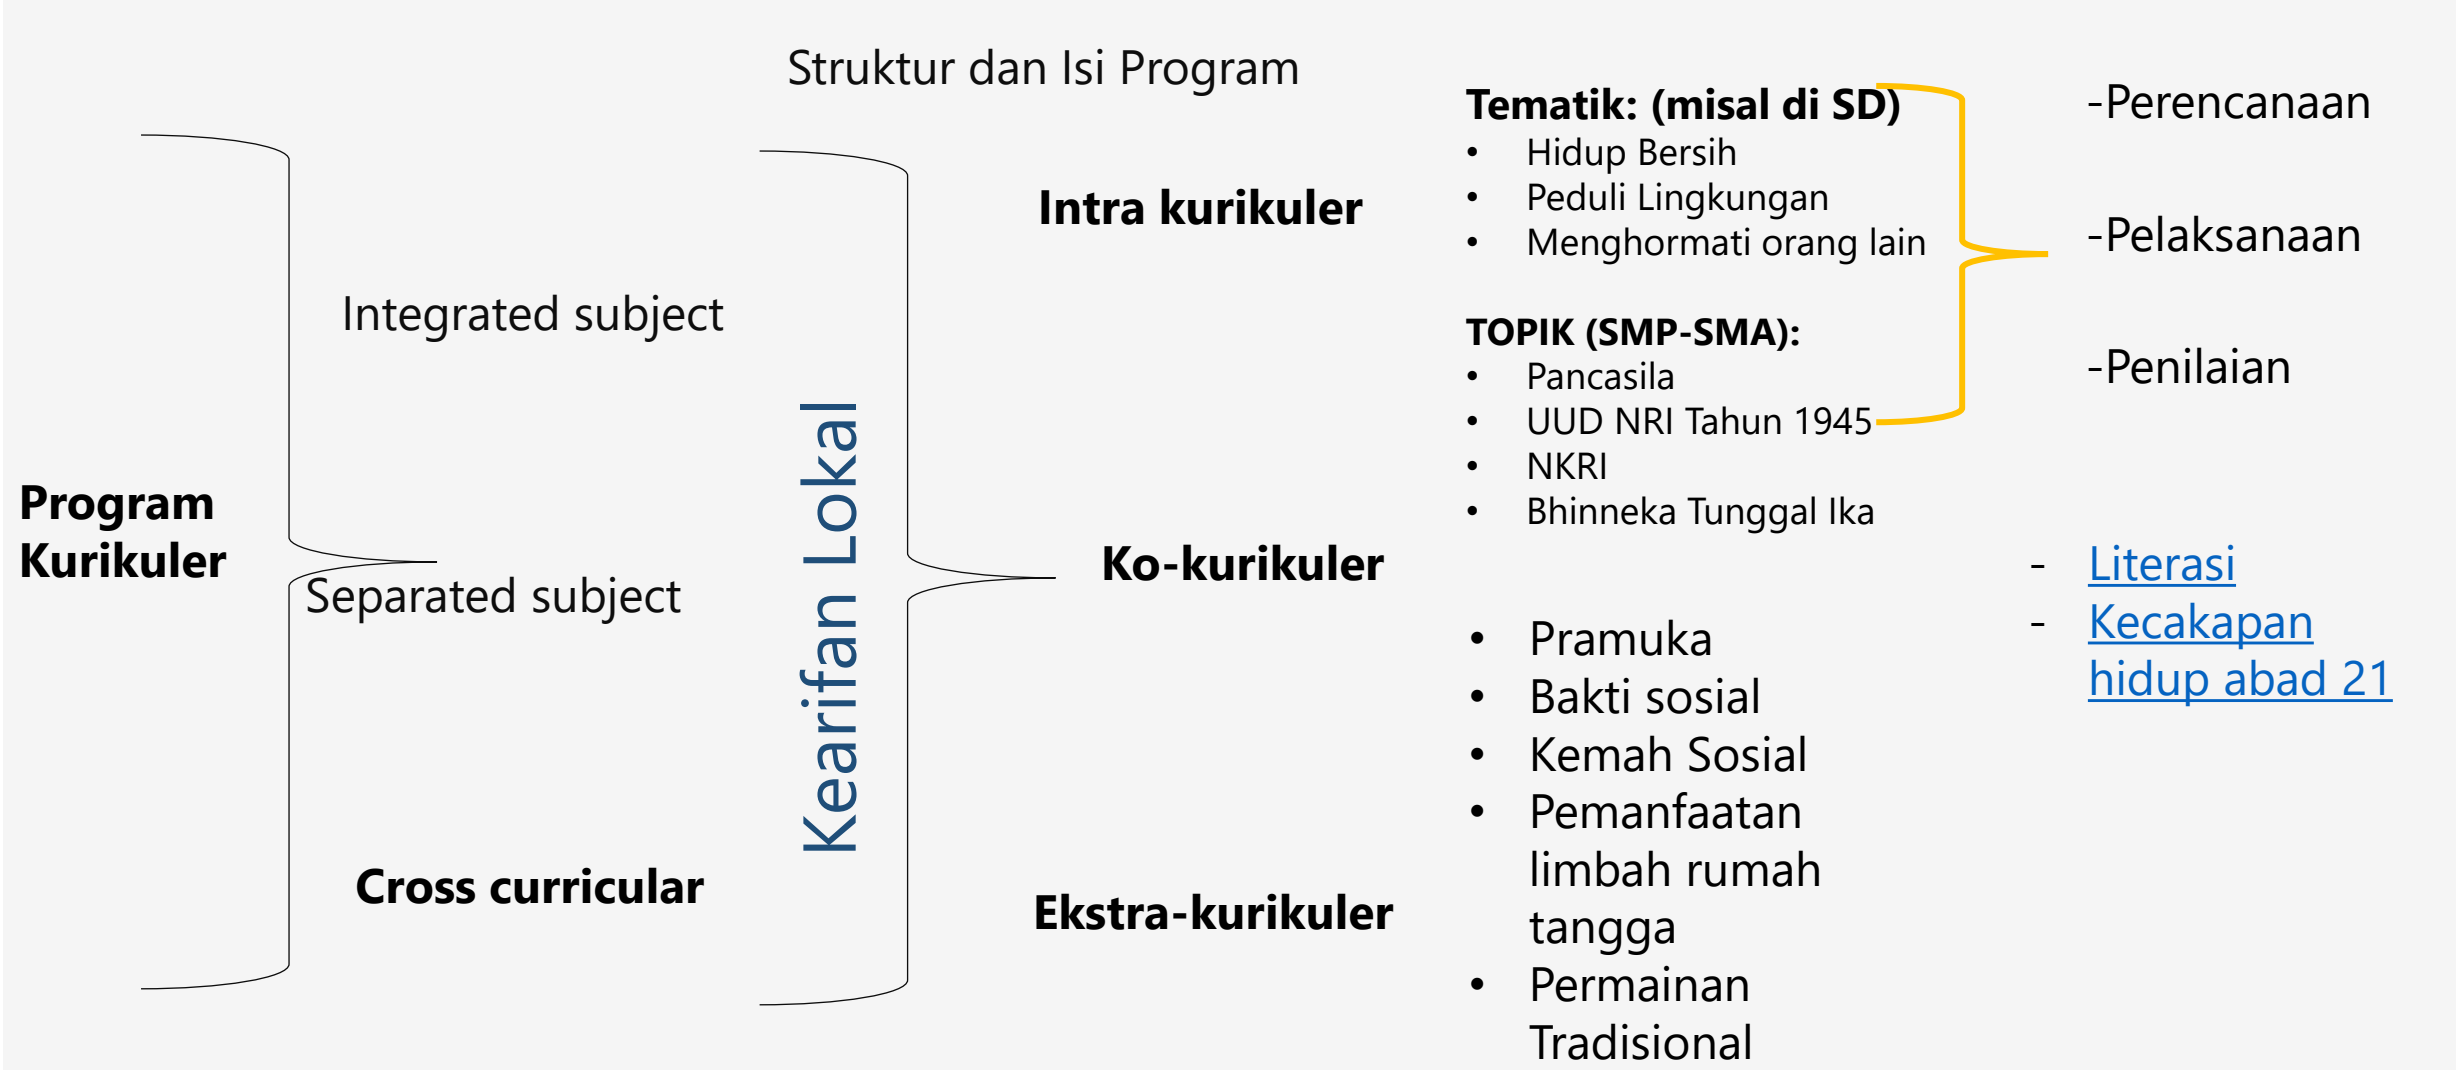 Struktur dan Isi Program
Program
Kurikuler
Integrated subject
Separated subject
Cross curricular
Kearifan Lokal
Intra kurikuler
Ko-kurikuler
Ekstra-kurikuler
Tematik: (misal di SD)
• Hidup Bersih
• Peduli Lingkungan
• Menghormati orang lain
TOPIK (SMP-SMA):
• Pancasila
• UUD NRI Tahun 1945
• NKRI
• Bhinneka Tunggal Ika
• Pramuka
• Bakti sosial
• Kemah Sosial
• Pemanfaatan
limbah rumah
tangga
• Permainan
Tradisional
-Perencanaan
-Pelaksanaan
-Penilaian
- Literasi
- Kecakapan
hidup abad 21